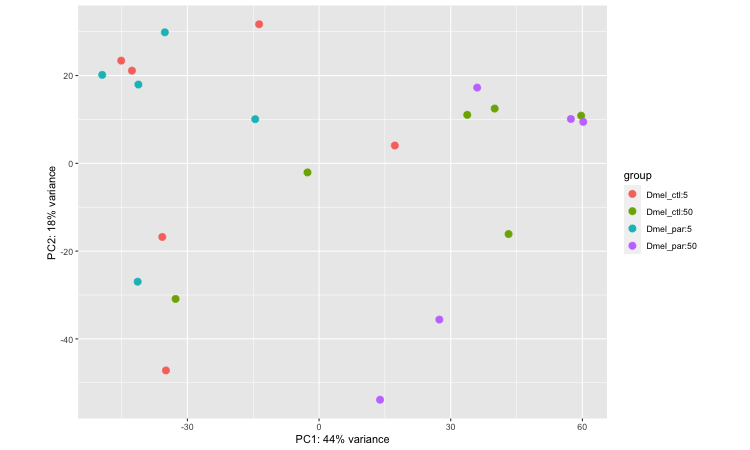 20
0
-20
-40
PC2: 18% variance
-30
0
30
60
PC1: 44% variance
group
Dmel_ctl:5
Dmel_ctl:50
Dmel_par:5
Dmel_par:50